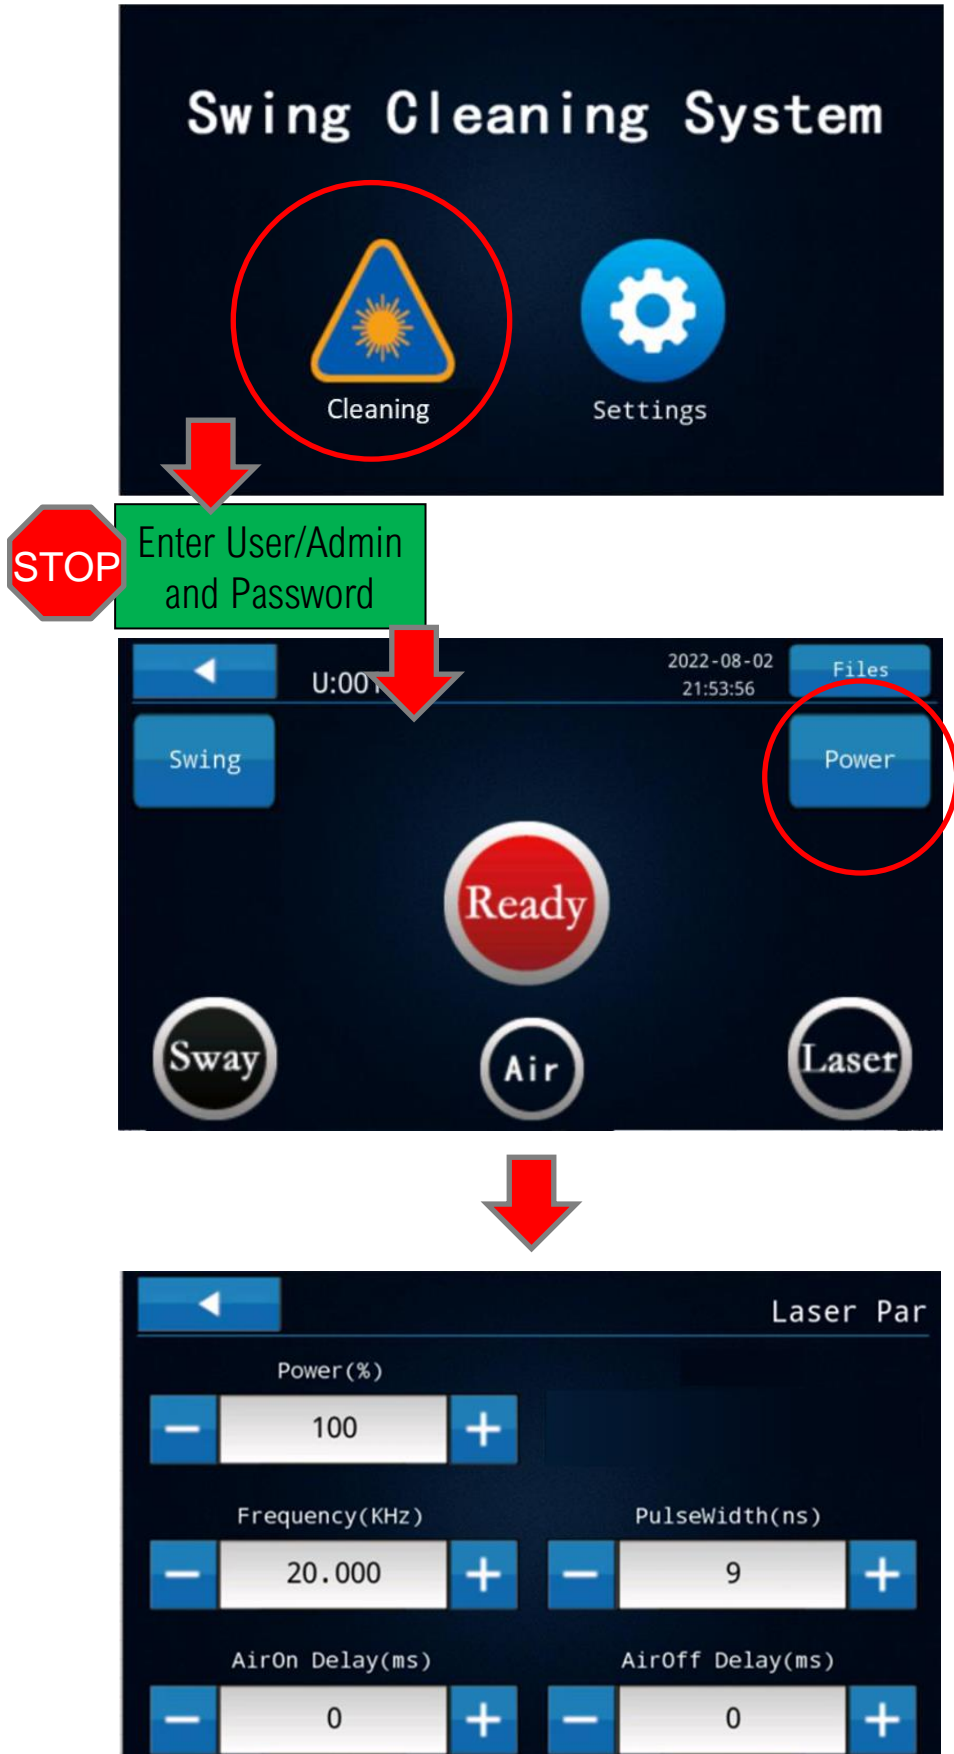 Swing Cleaning System
Cleaning
Settings
STOP
Enter User/Admin
and Password
U:001
2022-08-02
21:53:56
Files
Swing
Power
Ready
Sway
Air
Laser
Laser Par
Power(%)
100
Frequency(KHz)
PulseWidth(ns)
20.000
9
AirOn Delay(ms)
AirOff Delay(ms)
0
0